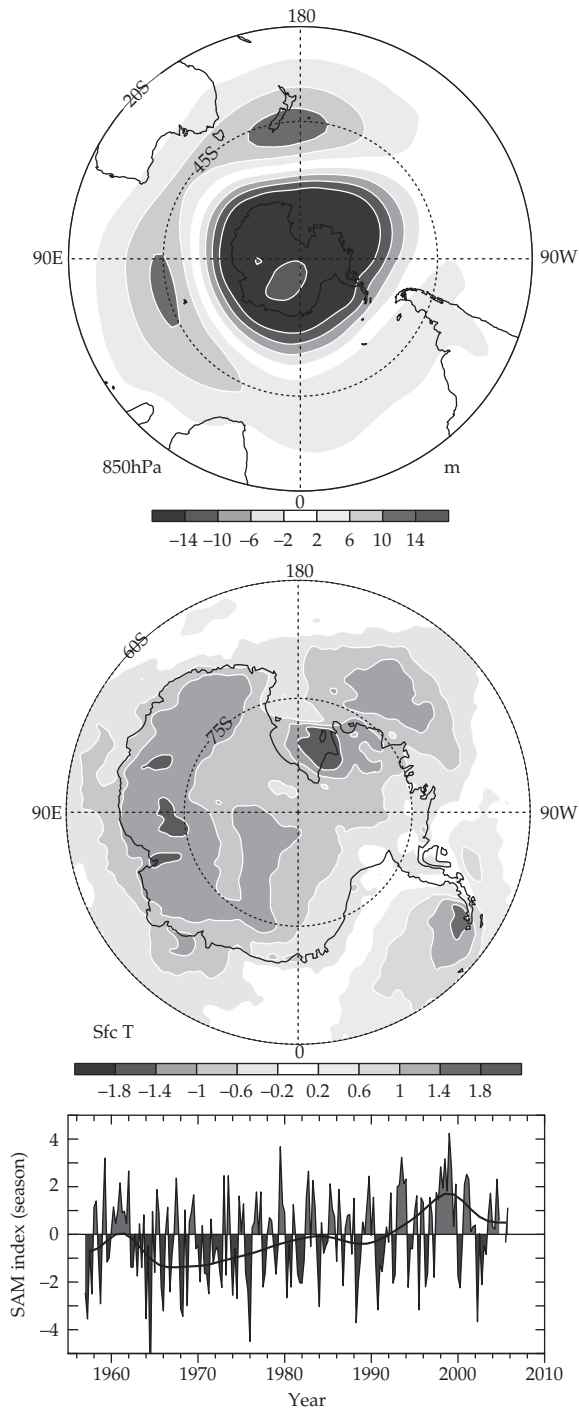 180
20S
45S
90E
90W
850hPa
m
0
−14 −10 −6 −2 2 6 10 14
180
60S
75S
90E
90W
Sfc T
0
−1.8 −1.4 −1 −0.6 −0.2 0.2 0.6 1 1.4 1.8
SAM index (season)
4
2
0
−2
−4
1960 1970 1980 1990 2000 2010
Year